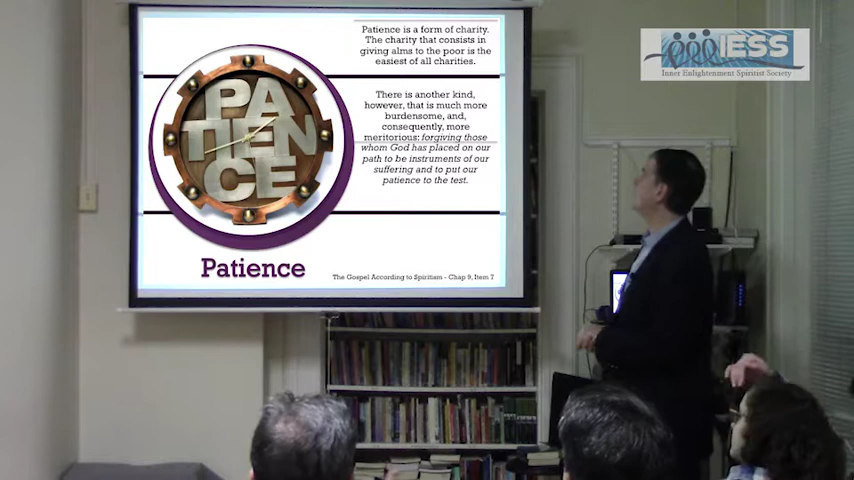 Patience is a form of charity.
The charity that consists in
giving alms to the poor is the
easiest of all charities.
There is another kind,
however, that is much more
burdensome, and,
consequently, more
meritorious: forgiving those
whom God has placed on our
path to be instruments of our
suffering and to put our
patience to the test.
PA
TIEN
CE
Patience
The Gospel According to Spiritism - Chap 9, Item 7
IESS
Inner Enlightenment Spiritist Society